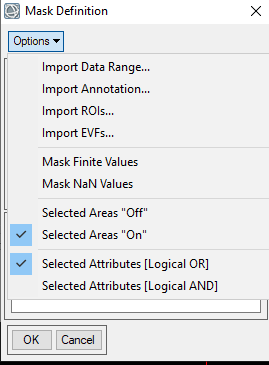 Mask Definition
Options
Import Data Range...
Import Annotation...
Import ROIs...
Import EVFs...
Mask Finite Values
Mask NaN Values
Selected Areas "Off"
Selected Areas "On"
Selected Attributes [Logical OR]
Selected Attributes [Logical AND]
OK Cancel